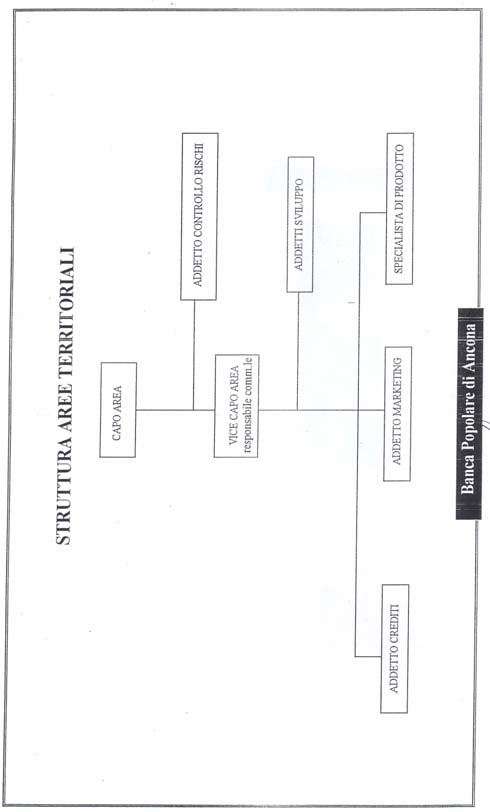 STRUTTURA AREE TERRITORIALI
CAPO AREA
ADDETTO CONTROLLO RISCHI
VICE CAPO AREA
responsabile comm.le
ADDETTI SVILUPPO
ADDETTO CREDITI
ADDETTO MARKETING
SPECIALISTA DI PRODOTTO
Banca Popolare di Ancona